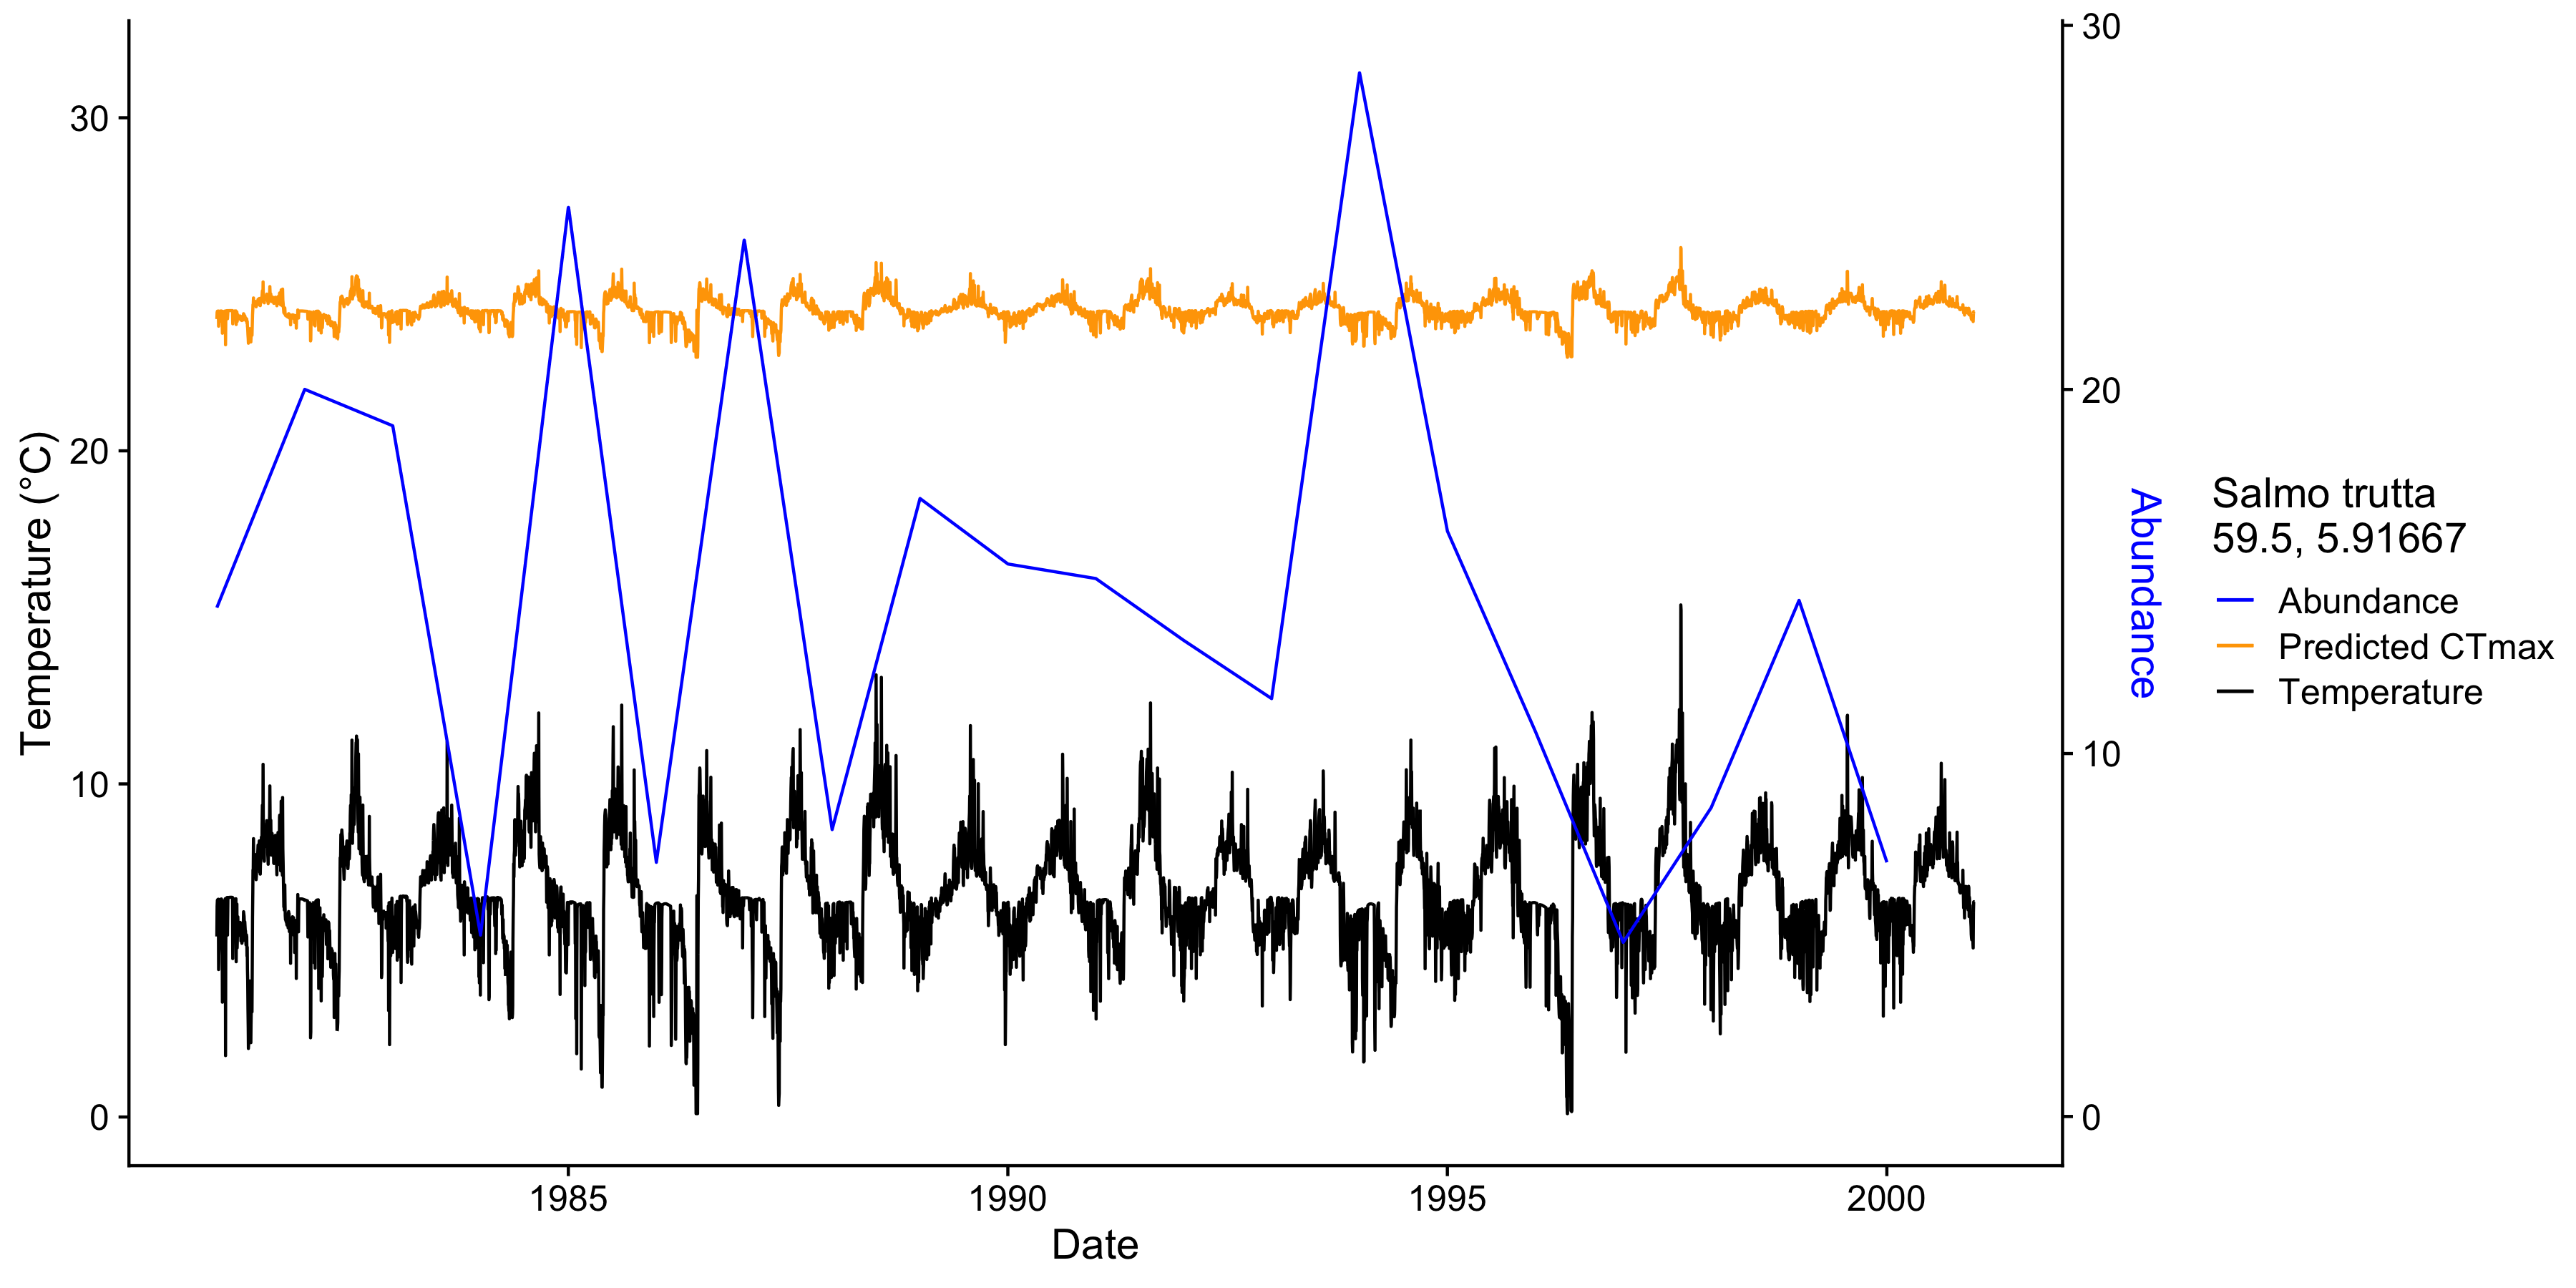 30
20
10
0
Temperature (°C)
1985
1990
1995
2000
Date
30
20
10
0
Abundance
Salmo trutta
59.5, 5.91667
Abundance
Predicted CTmax
Temperature